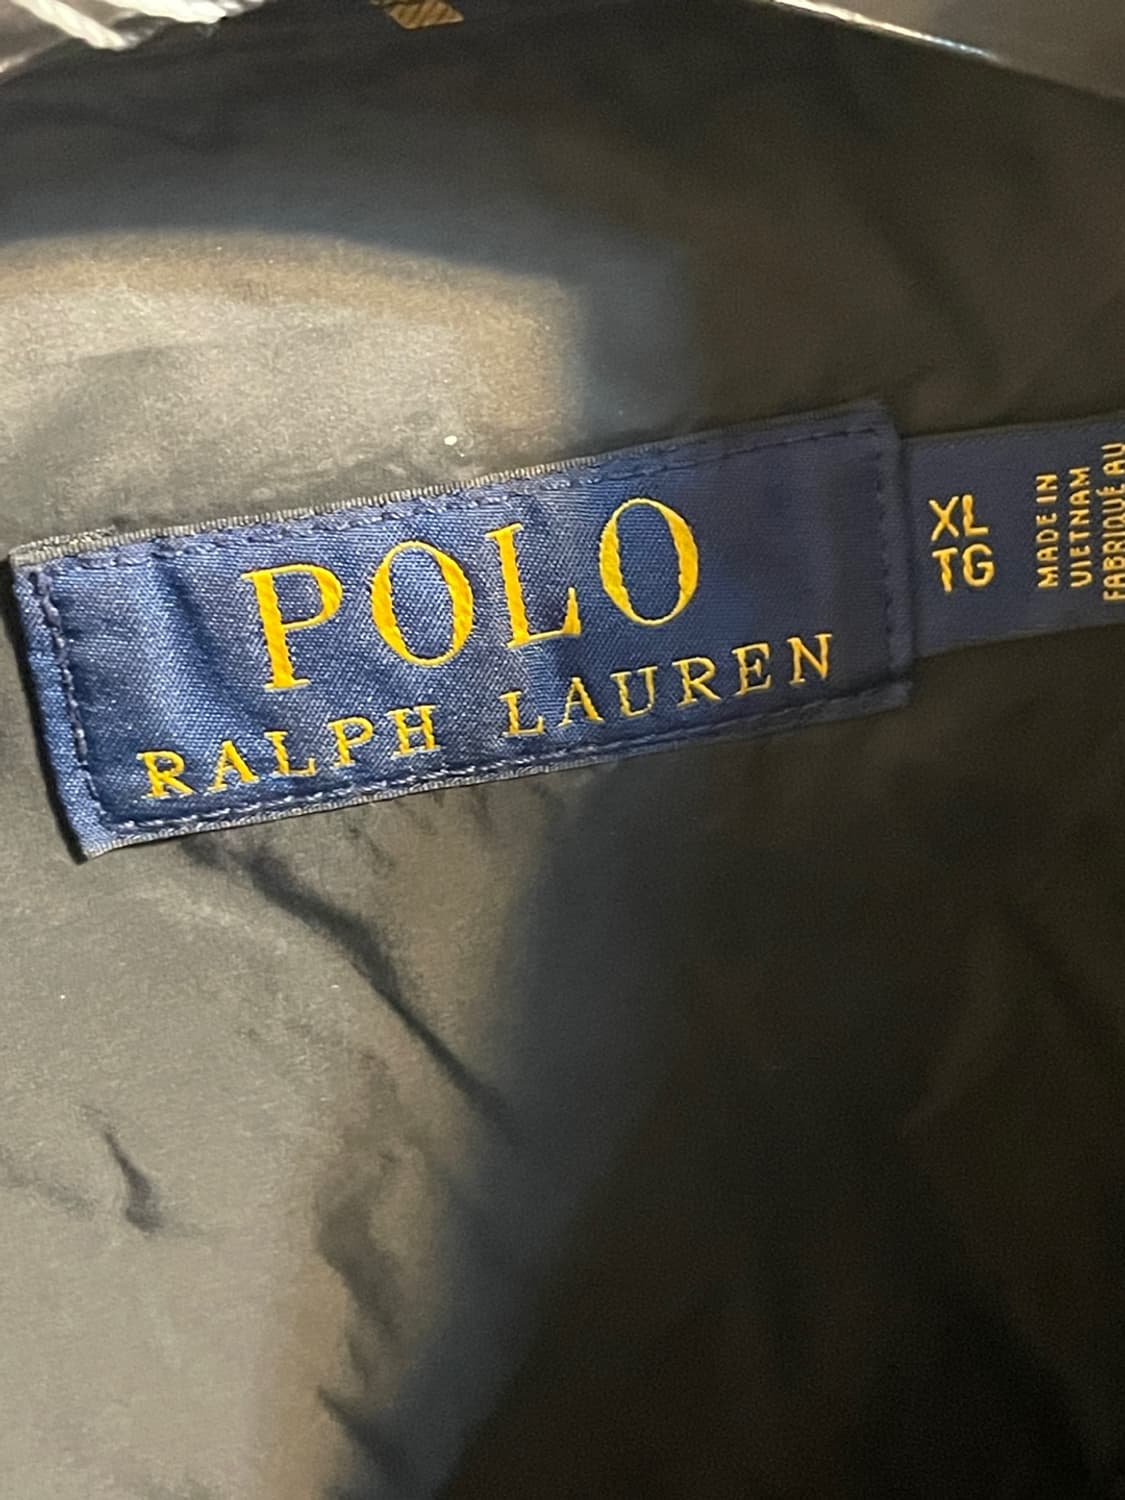 POLO
RALPH LAUREN
XL
TG
MADE IN
VIETNAM
FABRIQUÉ AU